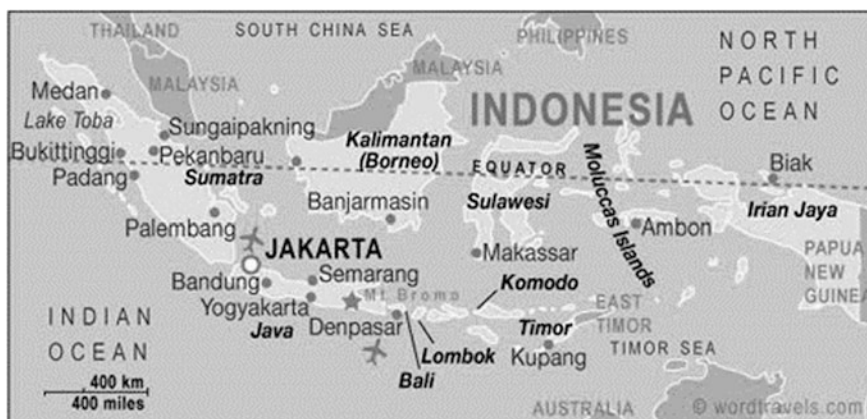 THAILAND
SOUTH CHINA SEA
PHILIPPINES
NORTH
PACIFIC
OCEAN
MALAYSIA
MALAYSIA
INDONESIA
Medan
Lake Toba
Sungaipakning
Bukittinggi
Pekanbaru
Padang
Sumatra
Kalimantan
(Borneo)
EQUATOR
Moluccas Islands
Biak
Irian Jaya
Banjarmasin
Sulawesi
Palembang
Ambon
JAKARTA
Makassar
PAPUA
NEW
GUINEA
Bandung
Semarang
Komodo
Yogyakarta
Mt Bromo
EAST
TIMOR
Java
Denpasar
Timor
INDIAN
OCEAN
Lombok
Kupang
TIMOR SEA
Bali
400 km
400 miles
AUSTRALIA
© wordtravels.com